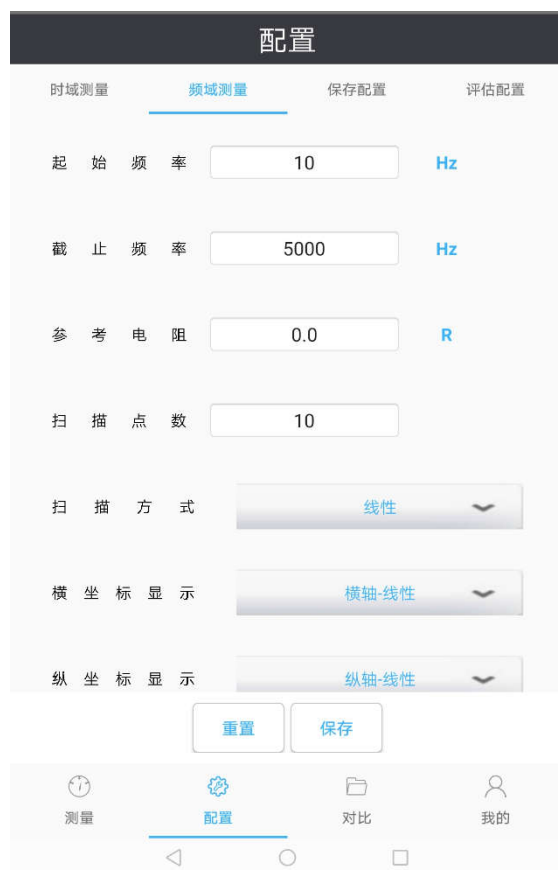 配置
时域测量 频域测量 保存配置 评估配置
起始频率 10 Hz
截止频率 5000 Hz
参考电阻 0.0 R
扫描点数 10
扫描方式 线性
横坐标显示 横轴-线性
纵坐标显示 纵轴-线性
重置 保存
测量 配置 对比 我的